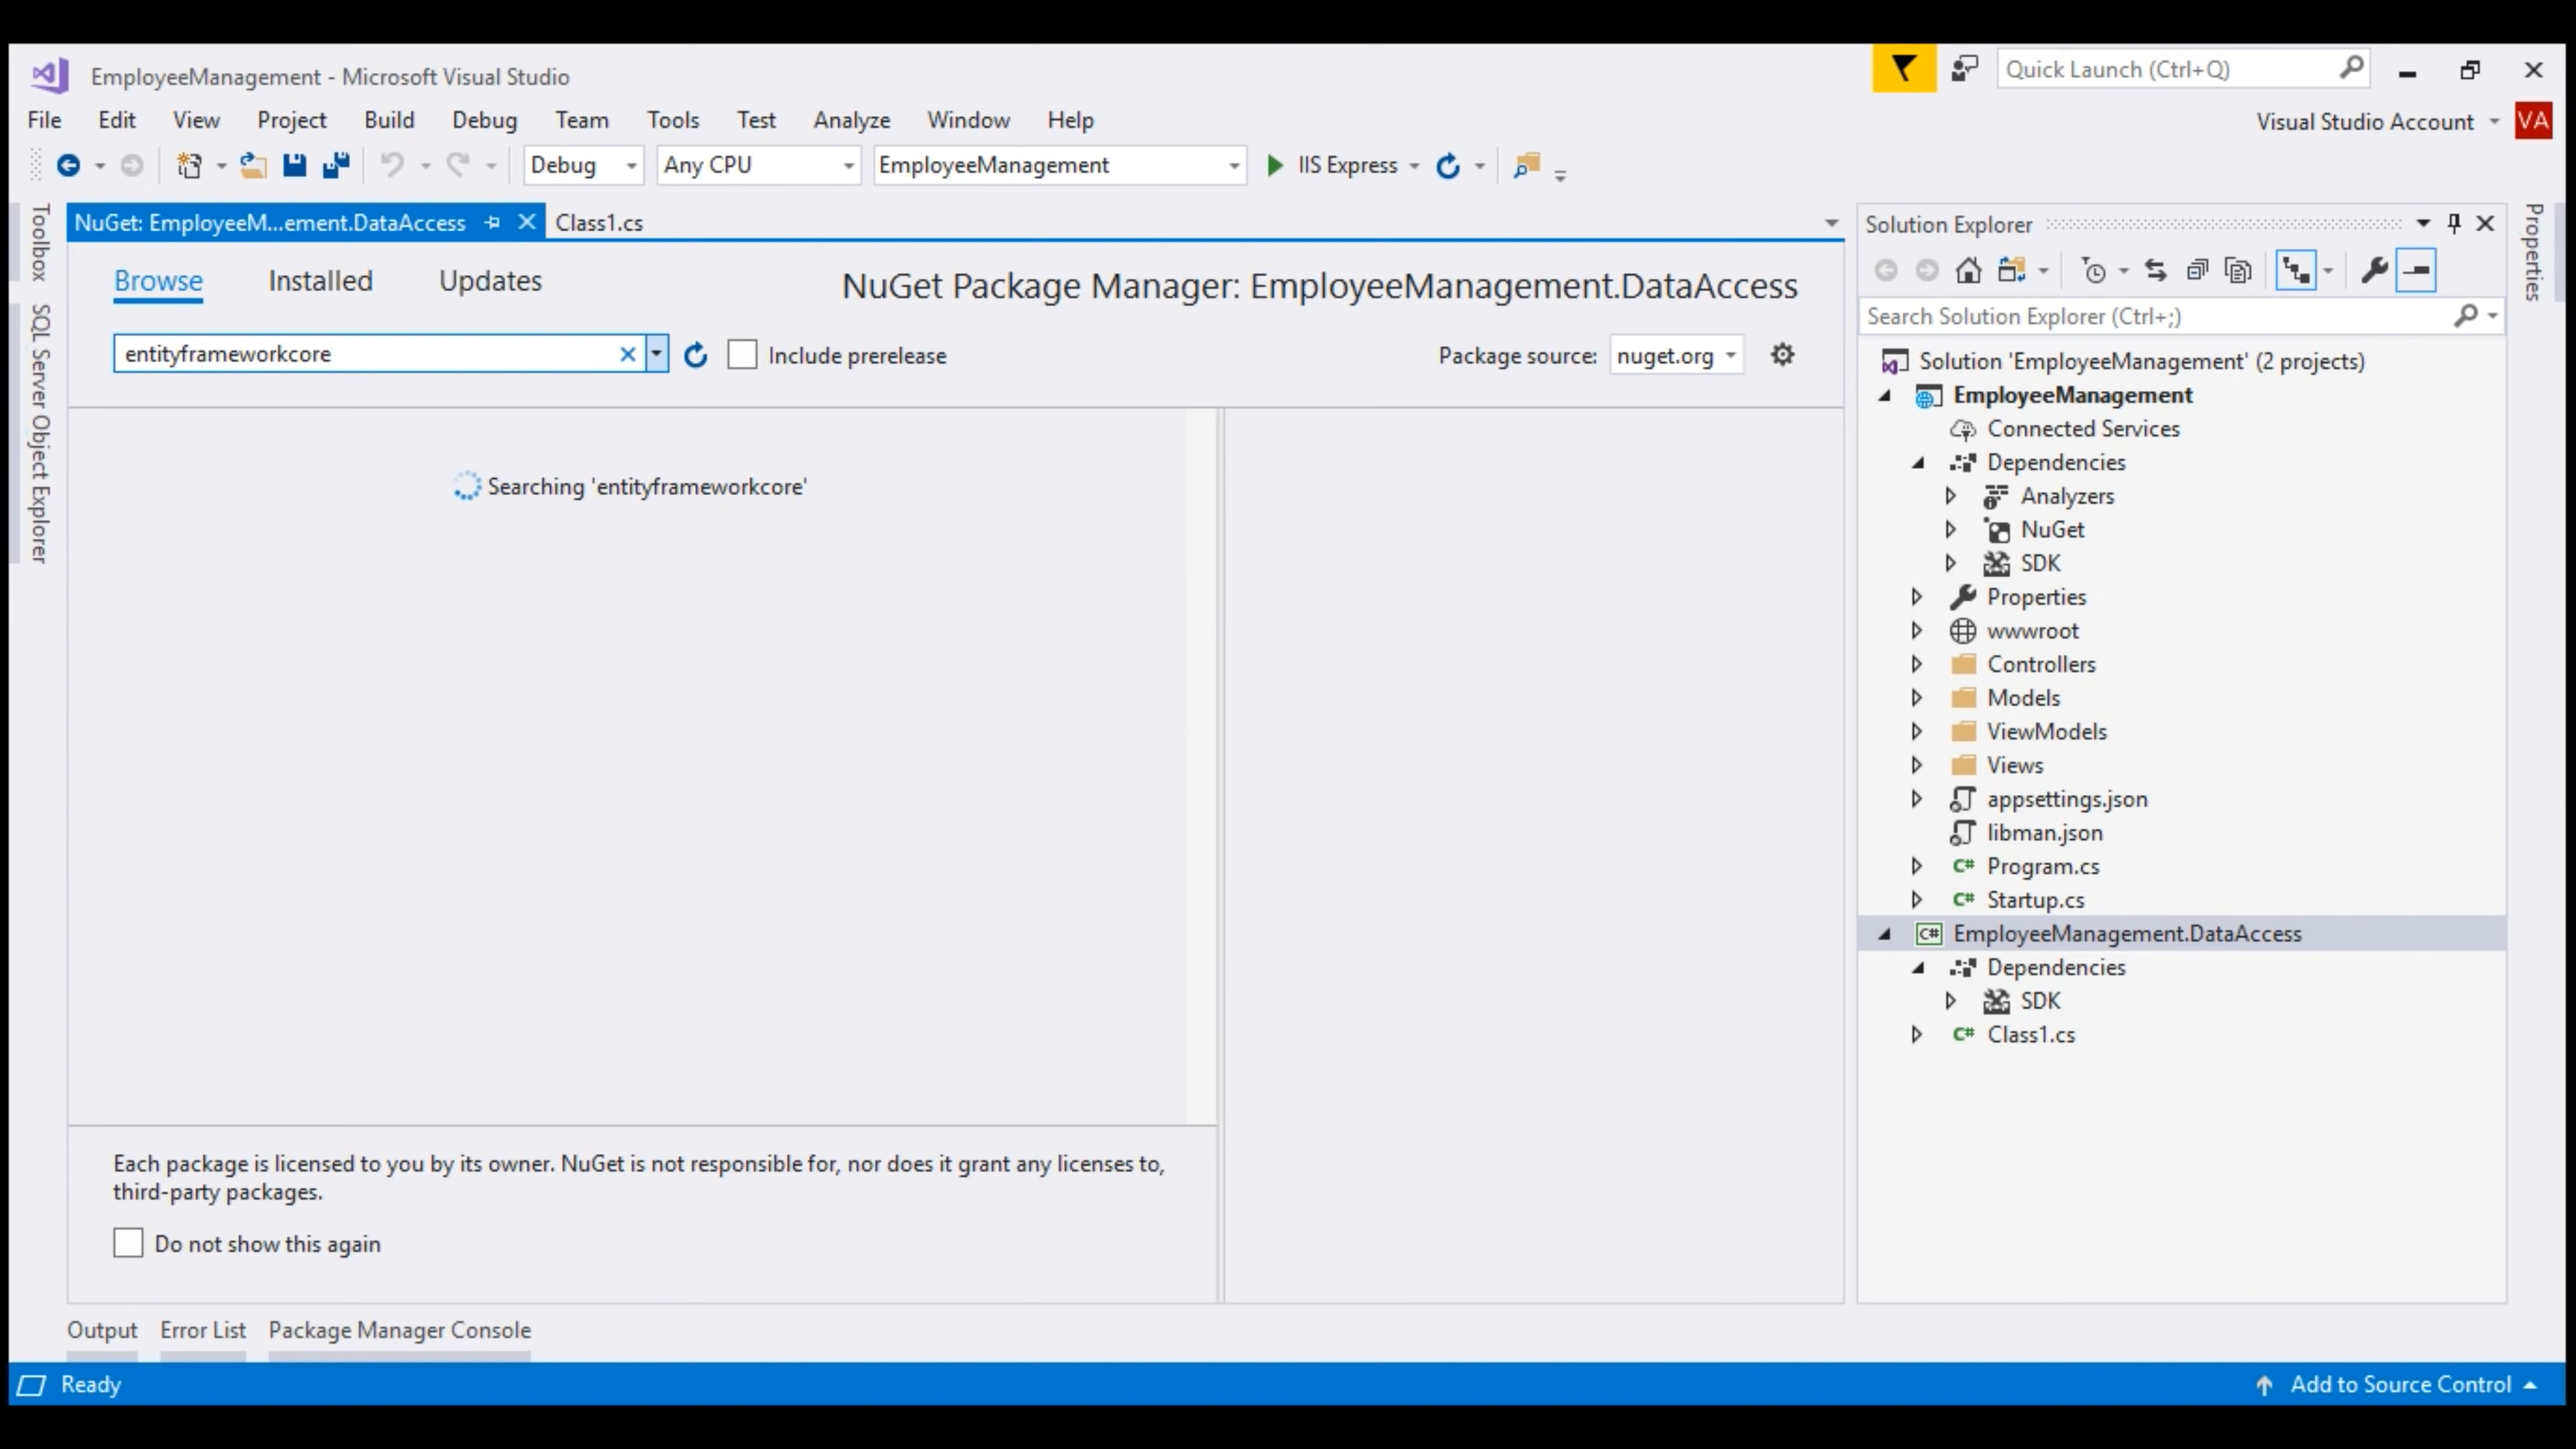 EmployeeManagement - Microsoft Visual Studio
Quick Launch (Ctrl+Q)
File Edit View Project Build Debug Team Tools Test Analyze Window Help
Visual Studio Account VA
Debug Any CPU EmployeeManagement IIS Express
Toolbox
SQL Server Object Explorer
NuGet: EmployeeM...ement.DataAccess Class1.cs
Browse Installed Updates
NuGet Package Manager: EmployeeManagement.DataAccess
entityframeworkcore
Include prerelease
Package source: nuget.org
Searching 'entityframeworkcore'
Each package is licensed to you by its owner. NuGet is not responsible for, nor does it grant any licenses to,
third-party packages.
Do not show this again
Solution Explorer
Search Solution Explorer (Ctrl+;)
Solution 'EmployeeManagement' (2 projects)
EmployeeManagement
Connected Services
Dependencies
Analyzers
NuGet
SDK
Properties
wwwroot
Controllers
Models
ViewModels
Views
appsettings.json
libman.json
C# Program.cs
C# Startup.cs
C# EmployeeManagement.DataAccess
Dependencies
SDK
C# Class1.cs
Properties
Output Error List Package Manager Console
Ready
Add to Source Control